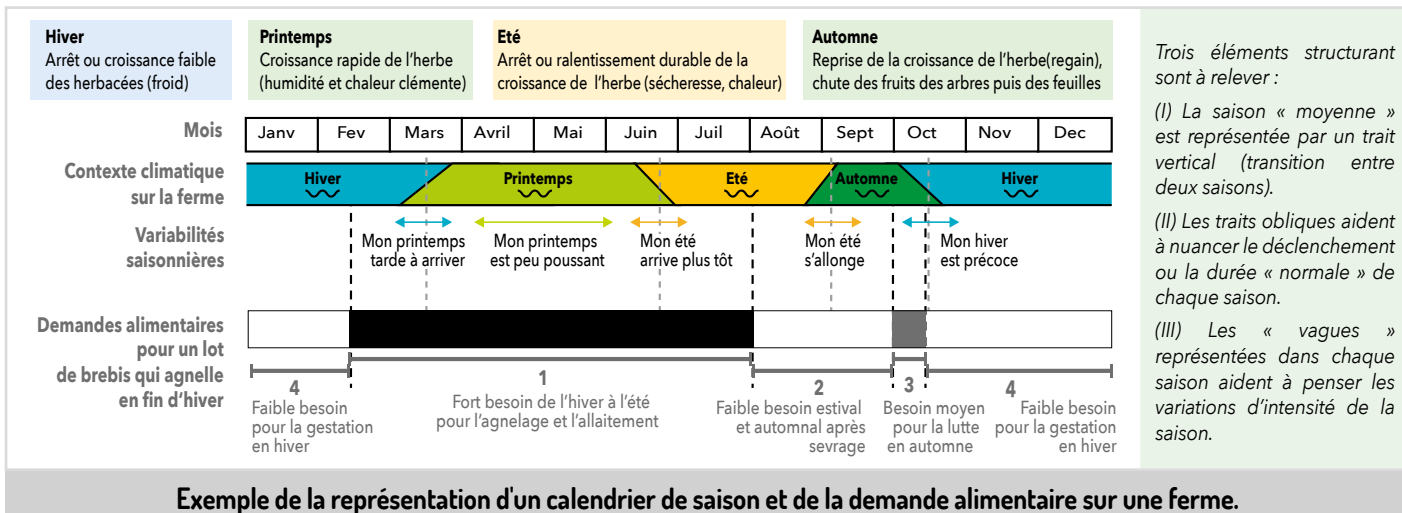 Hiver
Arrêt ou croissance faible
des herbacées (froid)
Printemps
Croissance rapide de l'herbe
(humidité et chaleur clémente)
Eté
Arrêt ou ralentissement durable de la
croissance de l'herbe (sécheresse, chaleur)
Automne
Reprise de la croissance de l'herbe(regain),
chute des fruits des arbres puis des feuilles
Mois
Janv Fev Mars Avril Mai Juin Juil Août Sept Oct Nov Dec
Contexte climatique
sur la ferme
Hiver Printemps Eté Automne Hiver
Variabilités
saisonnières
Mon printemps
tarde à arriver
Mon printemps
est peu poussant
Mon été
arrive plus tôt
Mon été
s'allonge
Mon hiver
est précoce
Demandes alimentaires
pour un lot
de brebis qui agnelle
en fin d'hiver
4
Faible besoin
pour la gestation
en hiver
1
Fort besoin de l'hiver à l'été
pour l'agnelage et l'allaitement
2
Faible besoin estival
et automnal après
sevrage
3
Besoin moyen
pour la lutte
en automne
4
Faible besoin
pour la gestation
en hiver
Trois éléments structurant
sont à relever :
(I) La saison « moyenne »
est représentée par un trait
vertical (transition entre
deux saisons).
(II) Les traits obliques aident
à nuancer le déclenchement
ou la durée « normale » de
chaque saison.
(III) Les « vagues »
représentées dans chaque
saison aident à penser les
variations d'intensité de la
saison.
Exemple de la représentation d'un calendrier de saison et de la demande alimentaire sur une ferme.